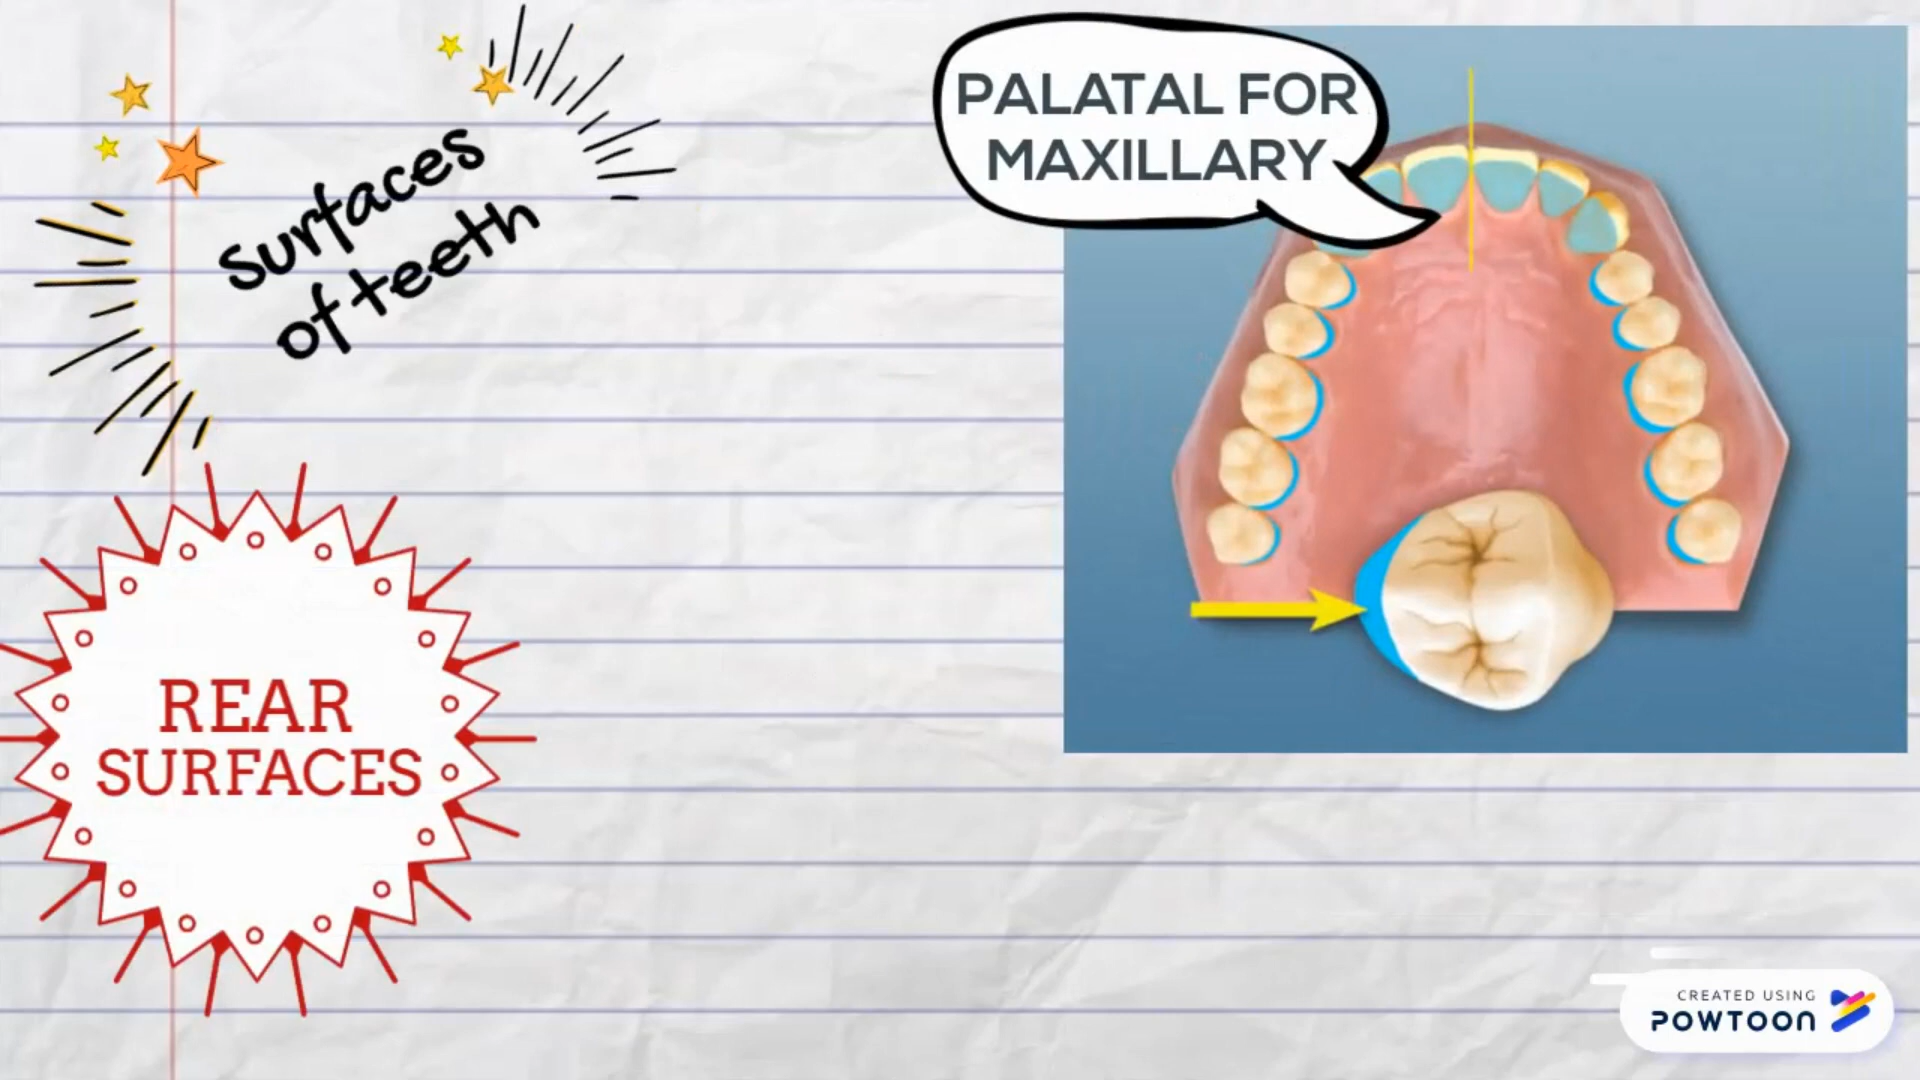 surfaces
of teeth
PALATAL FOR
MAXILLARY
REAR
SURFACES
CREATED USING
POWTOON